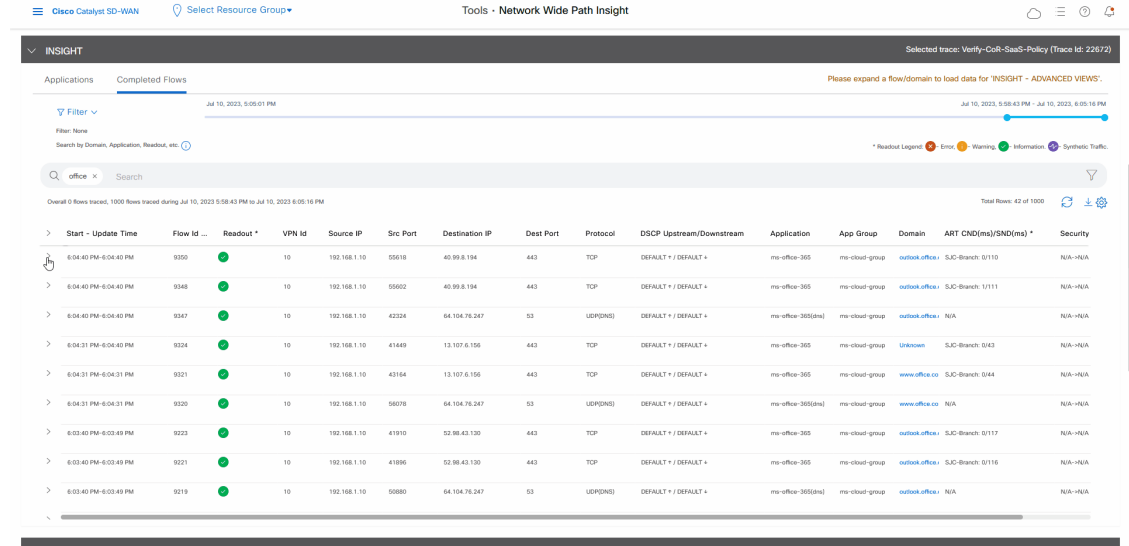 Cisco Catalyst SD-WAN Select Resource Group▾ Tools · Network Wide Path Insight
INSIGHT Selected trace: Verify-CoR-SaaS-Policy (Trace Id: 22672)
Applications Completed Flows Please expand a flow/domain to load data for 'INSIGHT - ADVANCED VIEWS'.
Filter Jul 10, 2023, 5:05:01 PM Jul 10, 2023, 5:58:43 PM - Jul 10, 2023, 6:05:16 PM
Filter: None
Search by Domain, Application, Readout, etc. * Readout Legend: - Error, - Warning, - Information, - Synthetic Traffic.
office × Search
Overall 0 flows traced, 1000 flows traced during Jul 10, 2023 5:58:43 PM to Jul 10, 2023 6:05:16 PM Total Rows: 42 of 1000
Start - Update Time Flow Id ... Readout * VPN Id Source IP Src Port Destination IP Dest Port Protocol DSCP Upstream/Downstream Application App Group Domain ART CND(ms)/SND(ms) * Security
6:04:40 PM-6:04:40 PM 9350 10 192.168.1.10 55618 40.99.8.194 443 TCP DEFAULT ↑ / DEFAULT ↓ ms-office-365 ms-cloud-group outlook.office. SJC-Branch: 0/110 N/A->N/A
6:04:40 PM-6:04:40 PM 9348 10 192.168.1.10 55602 40.99.8.194 443 TCP DEFAULT ↑ / DEFAULT ↓ ms-office-365 ms-cloud-group outlook.office. SJC-Branch: 1/111 N/A->N/A
6:04:40 PM-6:04:40 PM 9347 10 192.168.1.10 42324 64.104.76.247 53 UDP(DNS) DEFAULT ↑ / DEFAULT ↓ ms-office-365(dns) ms-cloud-group outlook.office. N/A N/A->N/A
6:04:31 PM-6:04:40 PM 9324 10 192.168.1.10 41449 13.107.6.156 443 TCP DEFAULT ↑ / DEFAULT ↓ ms-office-365 ms-cloud-group Unknown SJC-Branch: 0/43 N/A->N/A
6:04:31 PM-6:04:31 PM 9321 10 192.168.1.10 43164 13.107.6.156 443 TCP DEFAULT ↑ / DEFAULT ↓ ms-office-365 ms-cloud-group www.office.co SJC-Branch: 0/44 N/A->N/A
6:04:31 PM-6:04:31 PM 9320 10 192.168.1.10 56078 64.104.76.247 53 UDP(DNS) DEFAULT ↑ / DEFAULT ↓ ms-office-365(dns) ms-cloud-group www.office.co N/A N/A->N/A
6:03:40 PM-6:03:49 PM 9223 10 192.168.1.10 41910 52.98.43.130 443 TCP DEFAULT ↑ / DEFAULT ↓ ms-office-365 ms-cloud-group outlook.office. SJC-Branch: 0/117 N/A->N/A
6:03:40 PM-6:03:49 PM 9221 10 192.168.1.10 41896 52.98.43.130 443 TCP DEFAULT ↑ / DEFAULT ↓ ms-office-365 ms-cloud-group outlook.office. SJC-Branch: 0/116 N/A->N/A
6:03:40 PM-6:03:49 PM 9219 10 192.168.1.10 50880 64.104.76.247 53 UDP(DNS) DEFAULT ↑ / DEFAULT ↓ ms-office-365(dns) ms-cloud-group outlook.office. N/A N/A->N/A